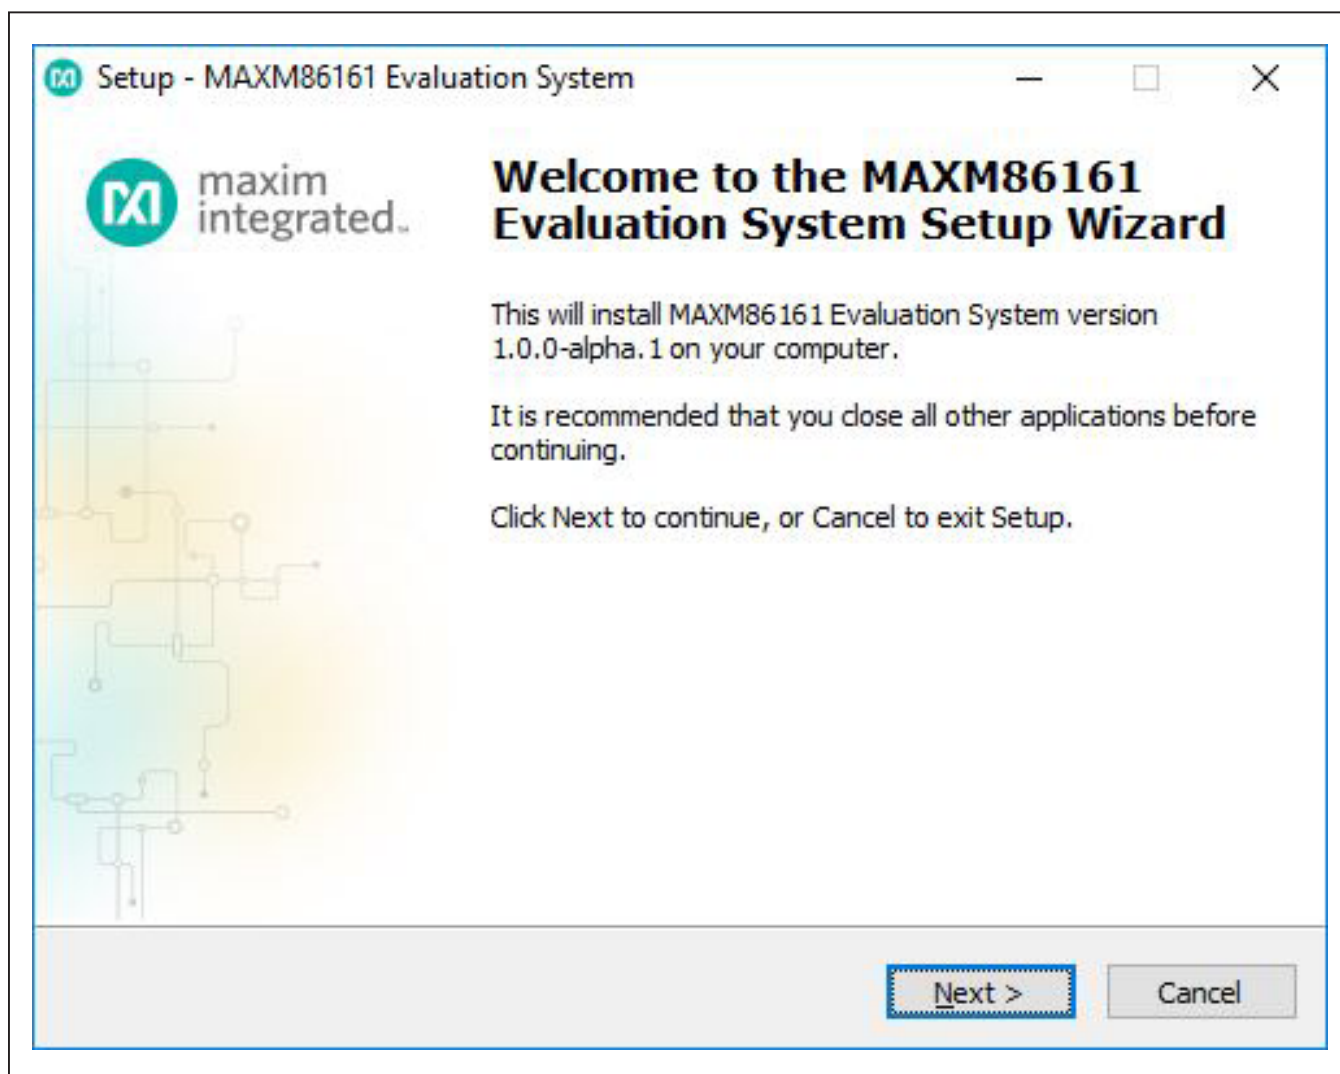 Setup - MAXM86161 Evaluation System
maxim
integrated™
Welcome to the MAXM86161
Evaluation System Setup Wizard
This will install MAXM86161 Evaluation System version
1.0.0-alpha.1 on your computer.
It is recommended that you close all other applications before
continuing.
Click Next to continue, or Cancel to exit Setup.
Next >
Cancel